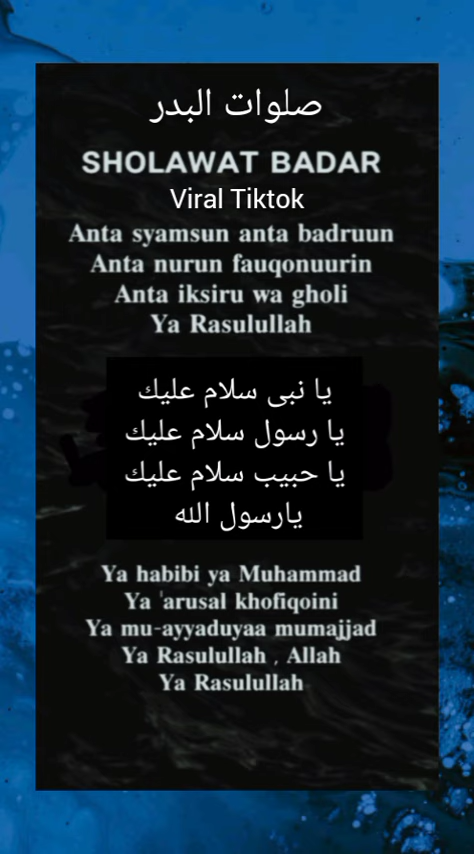 صلوات البدر
SHOLAWAT BADAR
Viral Tiktok
Anta syamsun anta badruun
Anta nurun fauqonuurin
Anta iksiru wa gholi
Ya Rasulullah
يا نبى سلام عليك
يا رسول سلام عليك
يا حبيب سلام عليك
يارسول الله
Ya habibi ya Muhammad
Ya 'arusal khofiqoini
Ya mu-ayyaduyaa mumajjad
Ya Rasulullah , Allah
Ya Rasulullah